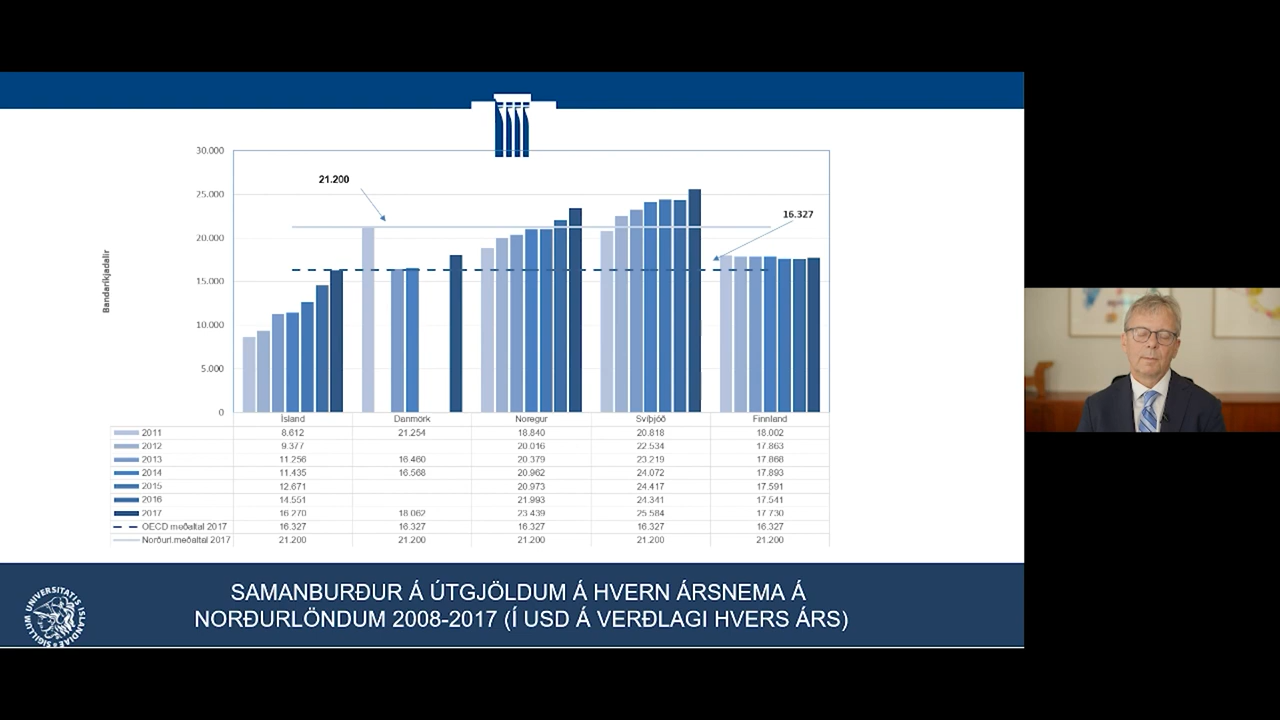 30.000
25.000
20.000
15.000
10.000
5.000
0
Bandaríkjadalir
21.200
16.327
Ísland Danmörk Noregur Svíþjóð Finnland
2011 8.612 21.254 18.840 20.818 18.002
2012 9.377 20.016 22.534 17.863
2013 11.256 16.460 20.379 23.219 17.868
2014 11.435 16.568 20.962 24.072 17.893
2015 12.671 20.973 24.417 17.591
2016 14.551 21.993 24.341 17.541
2017 16.270 18.062 23.439 25.584 17.730
OECD meðaltal 2017 16.327 16.327 16.327 16.327 16.327
Norðurl.meðaltal 2017 21.200 21.200 21.200 21.200 21.200
SAMANBURÐUR Á ÚTGJÖLDUM Á HVERN ÁRSNEMA Á
NORÐURLÖNDUM 2008-2017 (Í USD Á VERÐLAGI HVERS ÁRS)
SIGILLUM UNIVERSITATIS ISLANDIAE